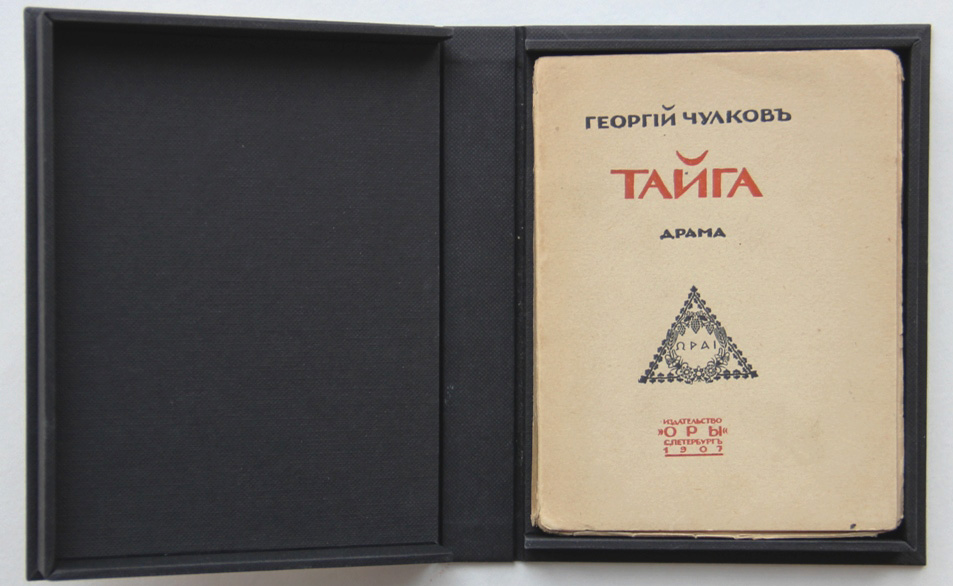 ГЕОРГІЙ ЧУЛКОВЪ
ТАЙГА
ДРАМА
ΩΡΑΙ
ИЗДАТЕЛЬСТВО
»ОРЫ«
С.ПЕТЕРБУРГЪ
1907